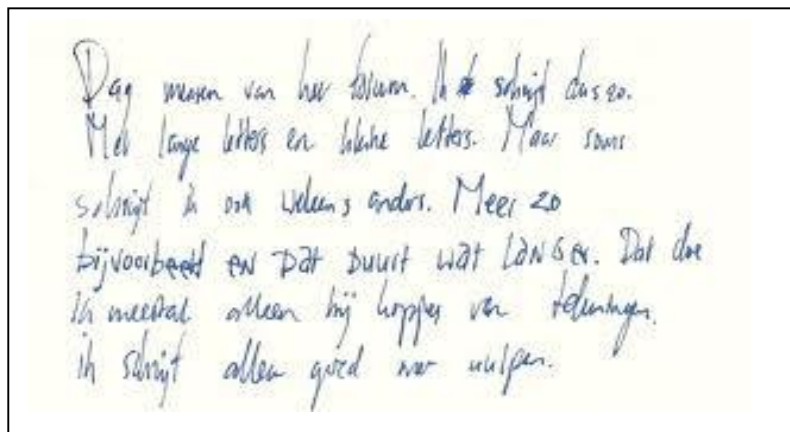 Dag mensen van het forum. Ik schrijf dus zo.
Met lange letters en kleine letters. Maar soms
schrijf ik ook weleens anders. Meer zo
bijvoorbeeld en DAT DUURT WAT LANGER. Dat doe
ik meestal alleen bij kopjes van tekeningen.
ik schrijf alleen goed met vulpen.